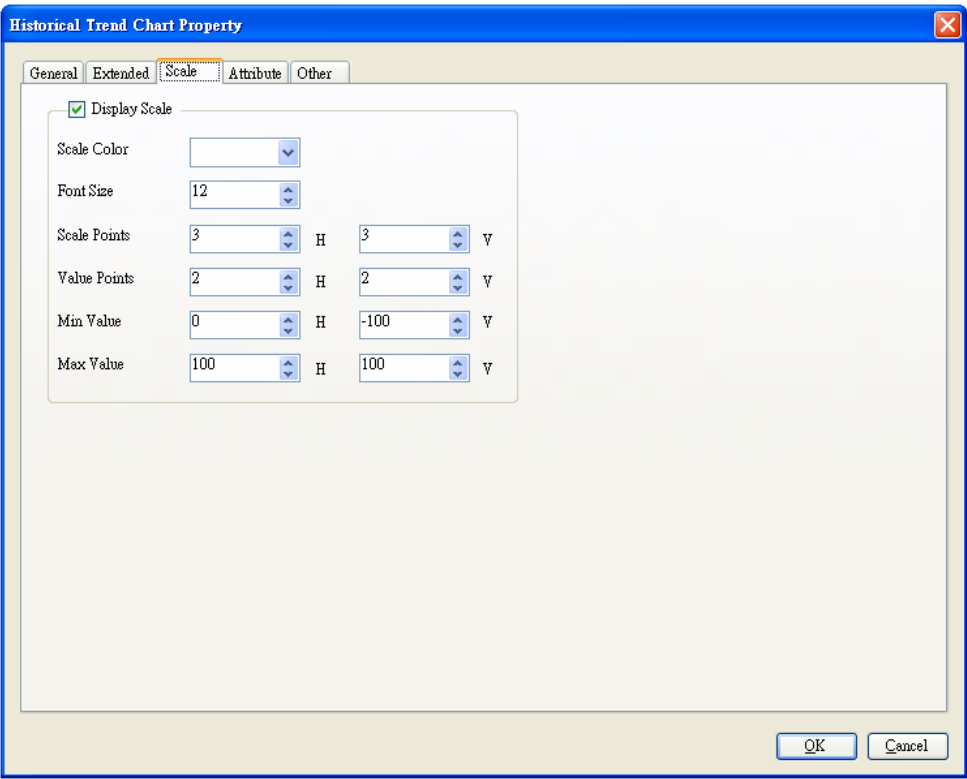 Historical Trend Chart Property
General Extended Scale Attribute Other
Display Scale
Scale Color
Font Size 12
Scale Points 3 H 3 V
Value Points 2 H 2 V
Min Value 0 H -100 V
Max Value 100 H 100 V
OK Cancel